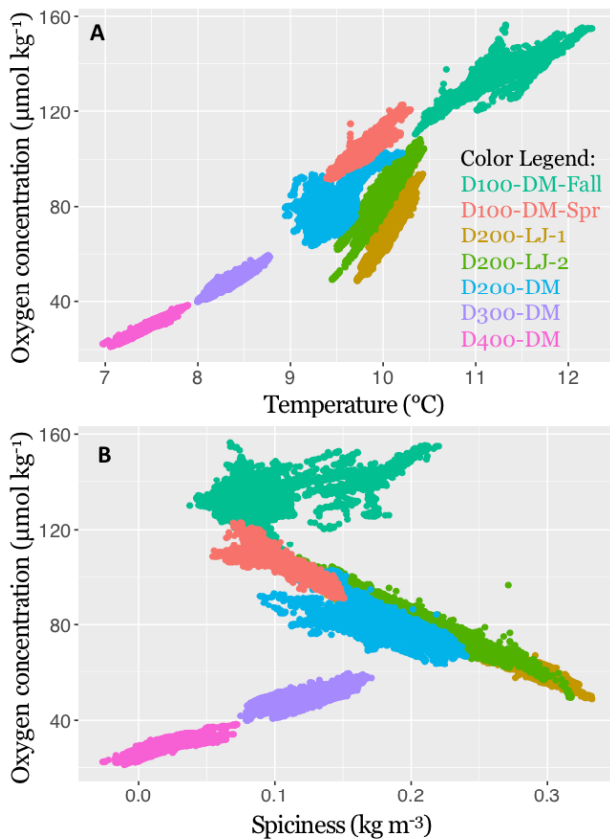 A
Oxygen concentration (µmol kg⁻¹)
160
120
80
40
Color Legend:
D100-DM-Fall
D100-DM-Spr
D200-LJ-1
D200-LJ-2
D200-DM
D300-DM
D400-DM
7 8 9 10 11 12
Temperature (°C)
B
Oxygen concentration (µmol kg⁻¹)
160
120
80
40
0.0 0.1 0.2 0.3
Spiciness (kg m⁻³)